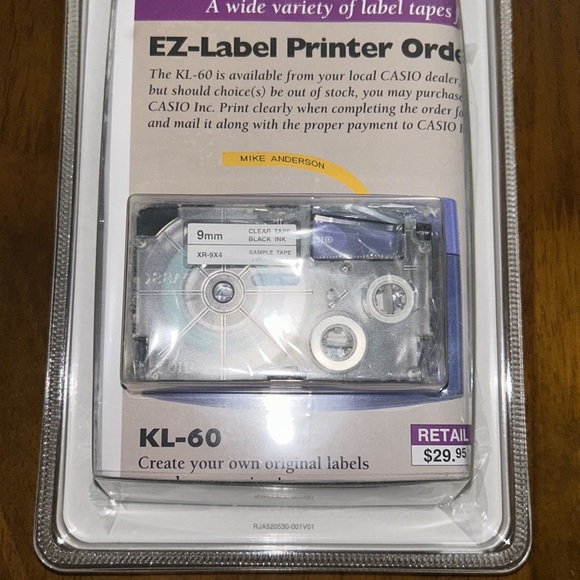 A wide variety of label tapes
EZ-Label Printer Orde
The KL-60 is available from your local CASIO dealer,
but should choice(s) be out of stock, you may purchase
CASIO Inc. Print clearly when completing the order fo
and mail it along with the proper payment to CASIO I
MIKE ANDERSON
9mm
CLEAR TAPE
BLACK INK
XR-9X4
SAMPLE TAPE
KL-60
RETAIL
$29.95
Create your own original labels
RJA520530-001V01